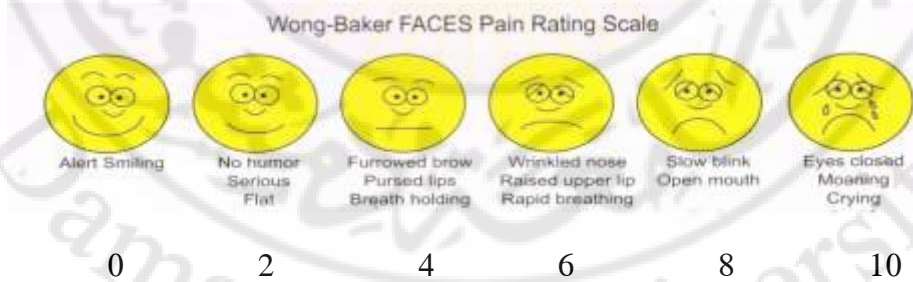 Wong-Baker FACES Pain Rating Scale
Alert Smiling
No humor
Serious
Flat
Furrowed brow
Pursed lips
Breath holding
Wrinkled nose
Raised upper lip
Rapid breathing
Slow blink
Open mouth
Eyes closed
Moaning
Crying
0 2 4 6 8 10